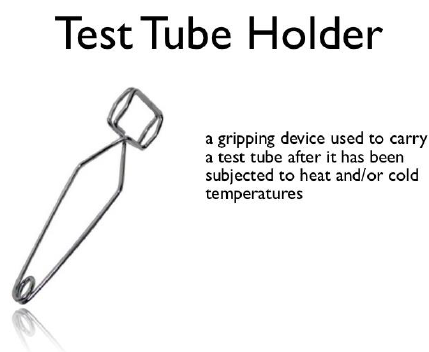 Test Tube Holder
a gripping device used to carry
a test tube after it has been
subjected to heat and/or cold
temperatures